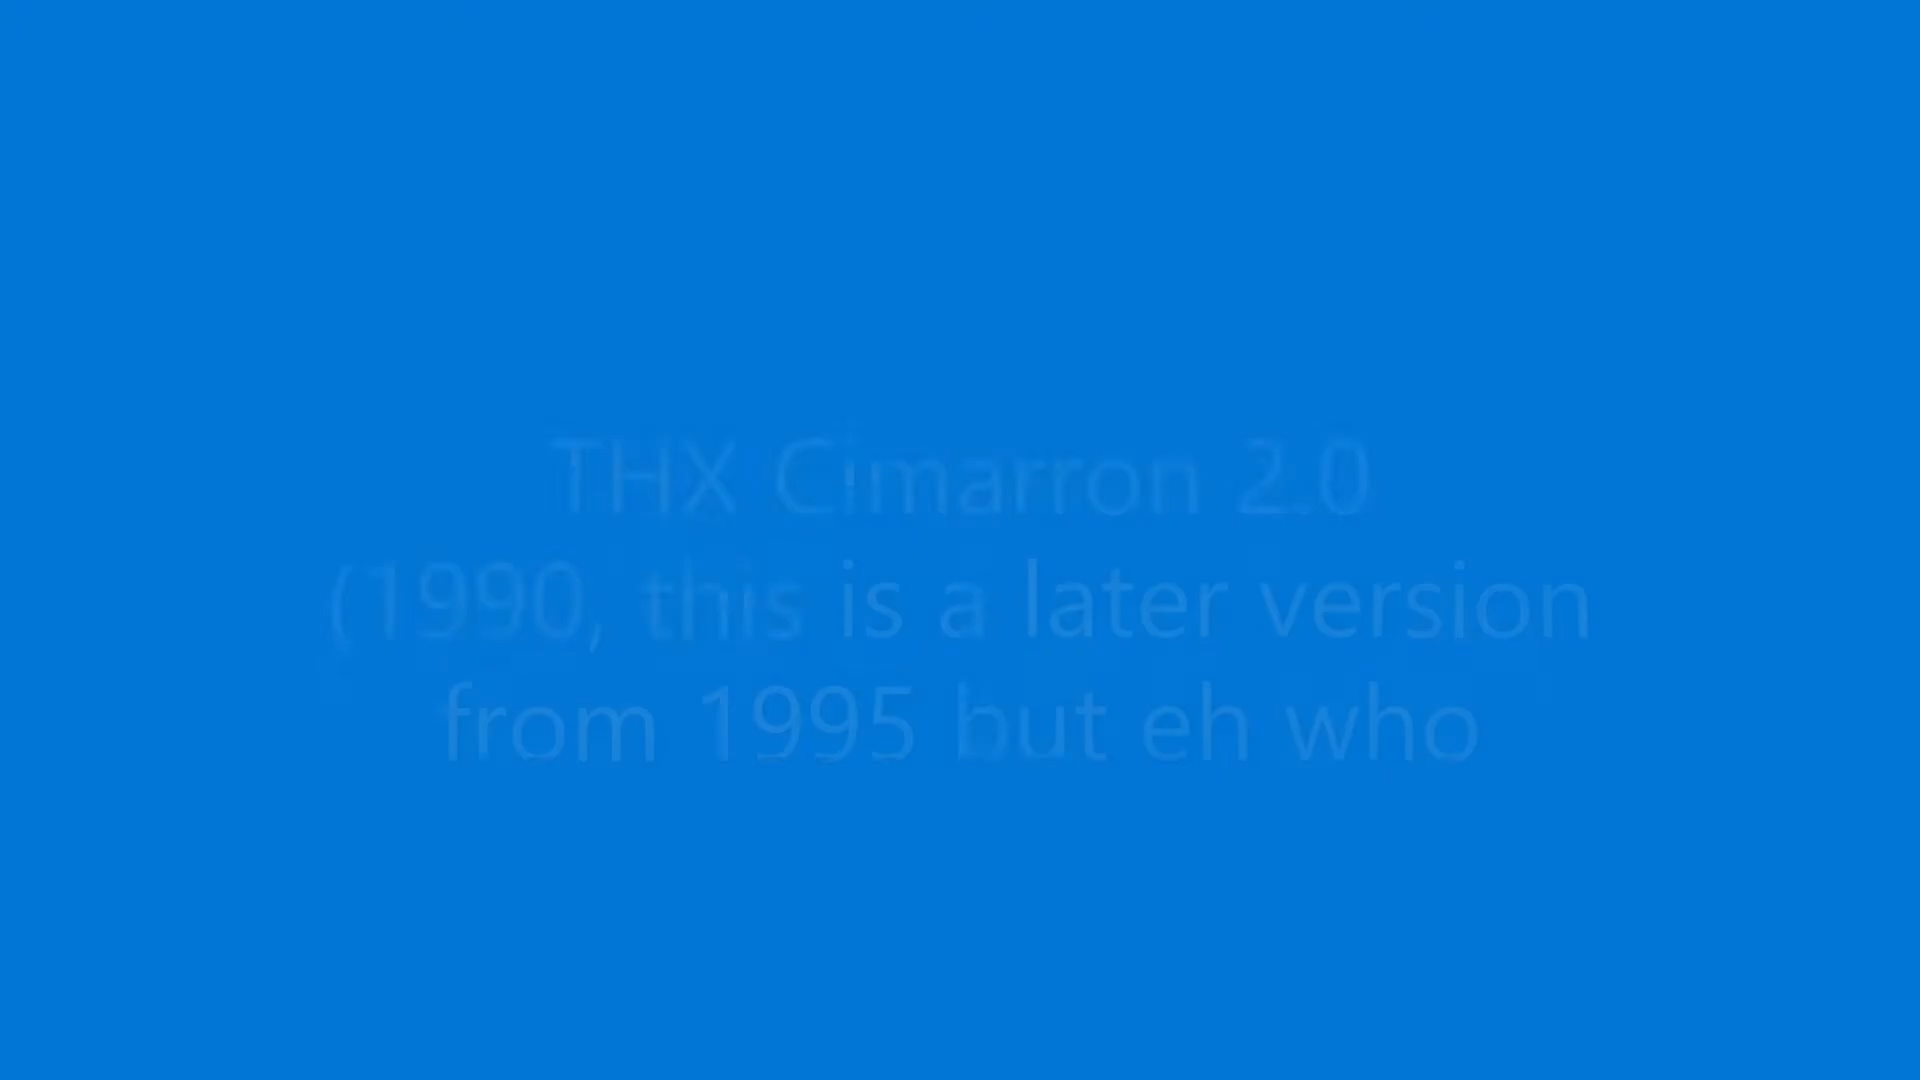 THX Cimarron 2.0
(1990, this is a later version
from 1995 but eh who